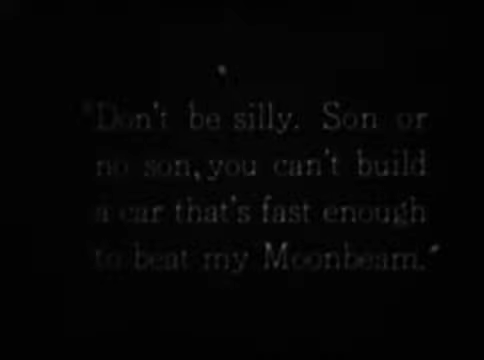 "Don't be silly. Son or
no son, you can't build
a car that's fast enough
to beat my Moonbeam."